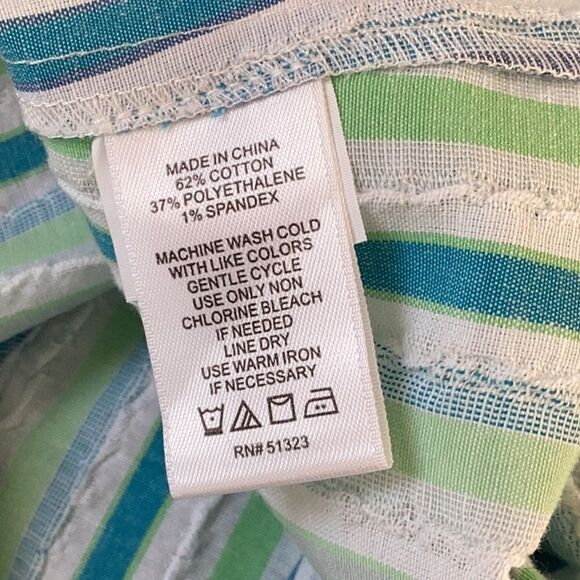 MADE IN CHINA
62% COTTON
37% POLYETHALENE
1% SPANDEX
MACHINE WASH COLD
WITH LIKE COLORS
GENTLE CYCLE
USE ONLY NON
CHLORINE BLEACH
IF NEEDED
LINE DRY
USE WARM IRON
IF NECESSARY
RN# 51323